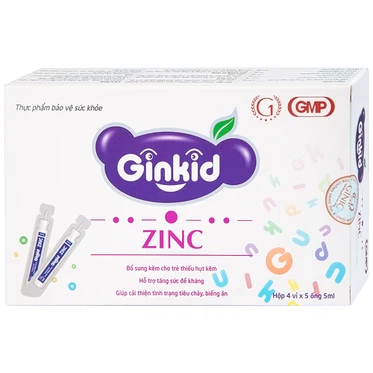 Thực phẩm bảo vệ sức khỏe
GMP
Ginkid
ZINC
Bổ sung kẽm cho trẻ thiếu hụt kẽm
Hỗ trợ tăng sức đề kháng
Giúp cải thiện tình trạng tiêu chảy, biếng ăn
Hộp 4 vỉ x 5 ống 5ml
Ginkid ZINC